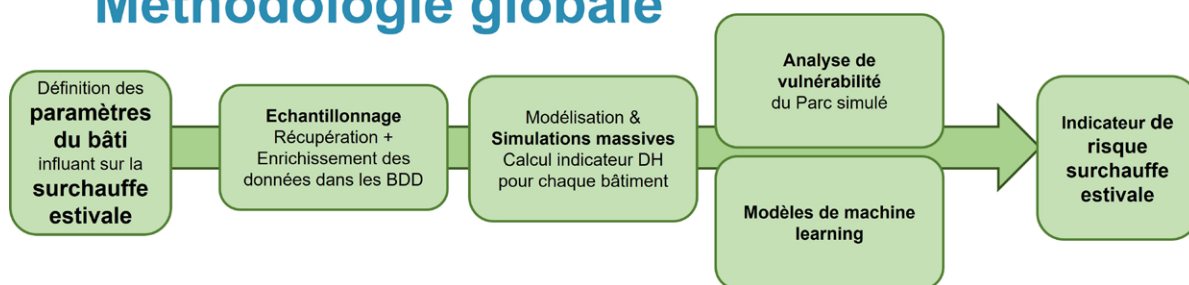 Méthodologie globale
Définition des
paramètres
du bâti
influant sur la
surchauffe
estivale
Echantillonnage
Récupération +
Enrichissement des
données dans les BDD
Modélisation &
Simulations massives
Calcul indicateur DH
pour chaque bâtiment
Analyse de
vulnérabilité
du Parc simulé
Modèles de machine
learning
Indicateur de
risque
surchauffe
estivale